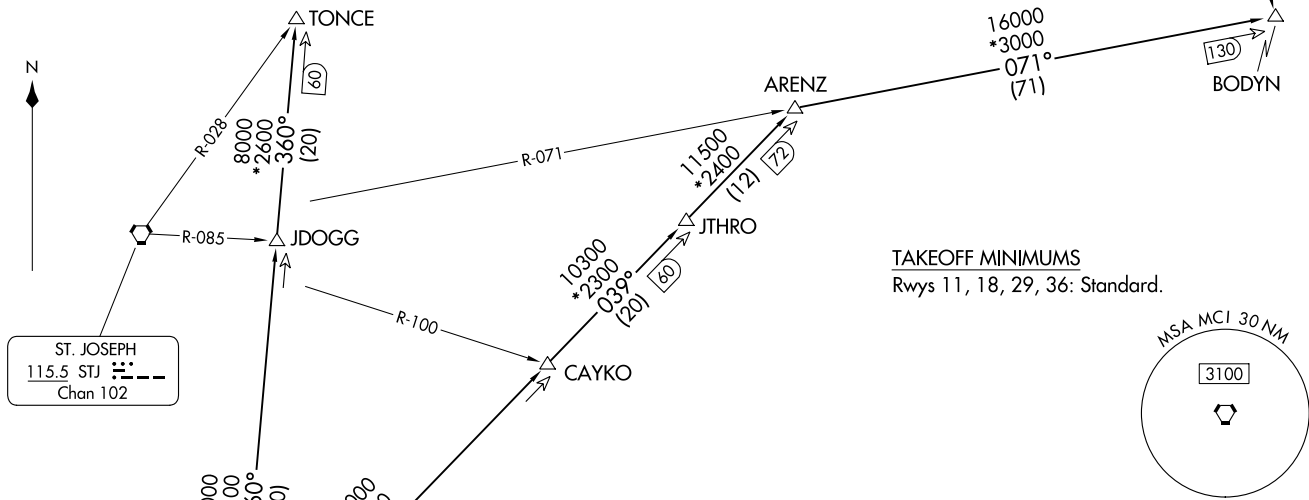 TONCE
N
60
8000
*2600
360°
(20)
R-028
R-085
JDOGG
ST. JOSEPH
115.5 STJ
Chan 102
R-071
R-100
CAYKO
10300
*2300
039°
(20)
60
JTHRO
11500
*2400
(12)
72
ARENZ
16000
*3000
071°
(71)
130
BODYN
TAKEOFF MINIMUMS
Rwys 11, 18, 29, 36: Standard.
MSA MCI 30 NM
3100